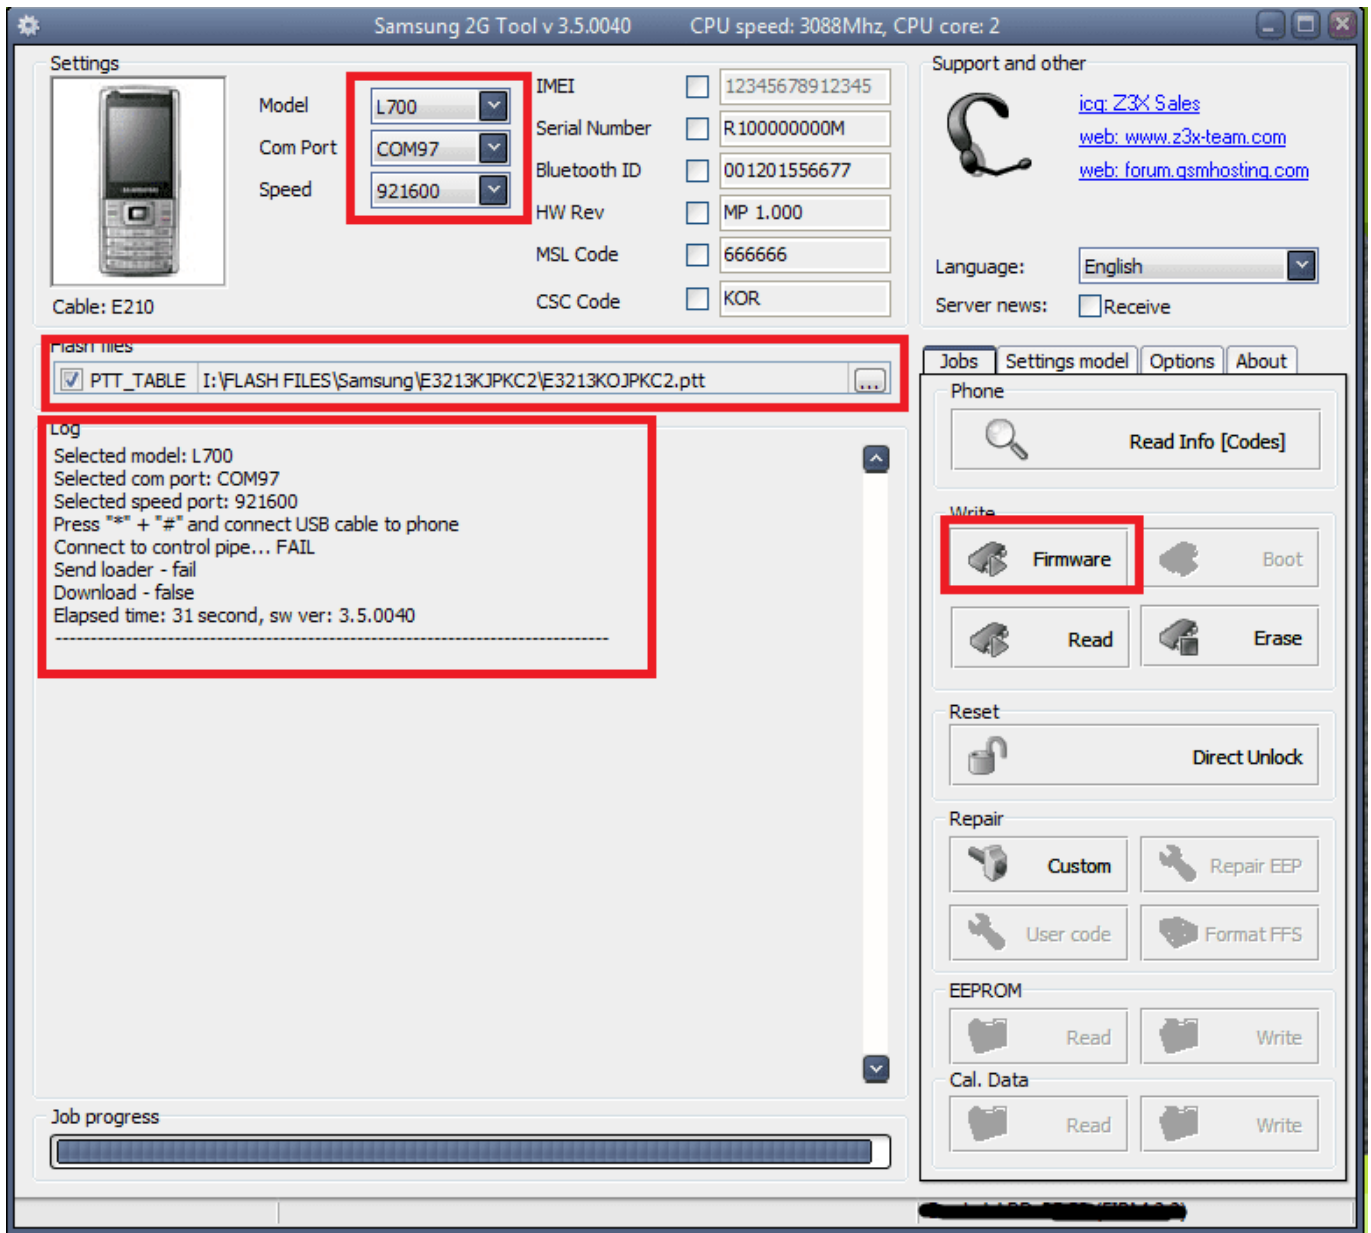 Samsung 2G Tool v 3.5.0040 CPU speed: 3088Mhz, CPU core: 2
Settings
Model L700
Com Port COM97
Speed 921600
Cable: E210
IMEI 12345678912345
Serial Number R100000000M
Bluetooth ID 001201556677
HW Rev MP 1.000
MSL Code 666666
CSC Code KOR
Support and other
icq: Z3X Sales
web: www.z3x-team.com
web: forum.gsmhosting.com
Language: English
Server news: Receive
Flash files
PTT_TABLE I:\FLASH FILES\Samsung\E3213KJPKC2\E3213KOJPKC2.ptt ...
Log
Selected model: L700
Selected com port: COM97
Selected speed port: 921600
Press "*" + "#" and connect USB cable to phone
Connect to control pipe... FAIL
Send loader - fail
Download - false
Elapsed time: 31 second, sw ver: 3.5.0040
--------------------------------------------------------------------------------
Job progress
Jobs Settings model Options About
Phone
Read Info [Codes]
Write
Firmware Boot
Read Erase
Reset
Direct Unlock
Repair
Custom Repair EEP
User code Format FFS
EEPROM
Read Write
Cal. Data
Read Write